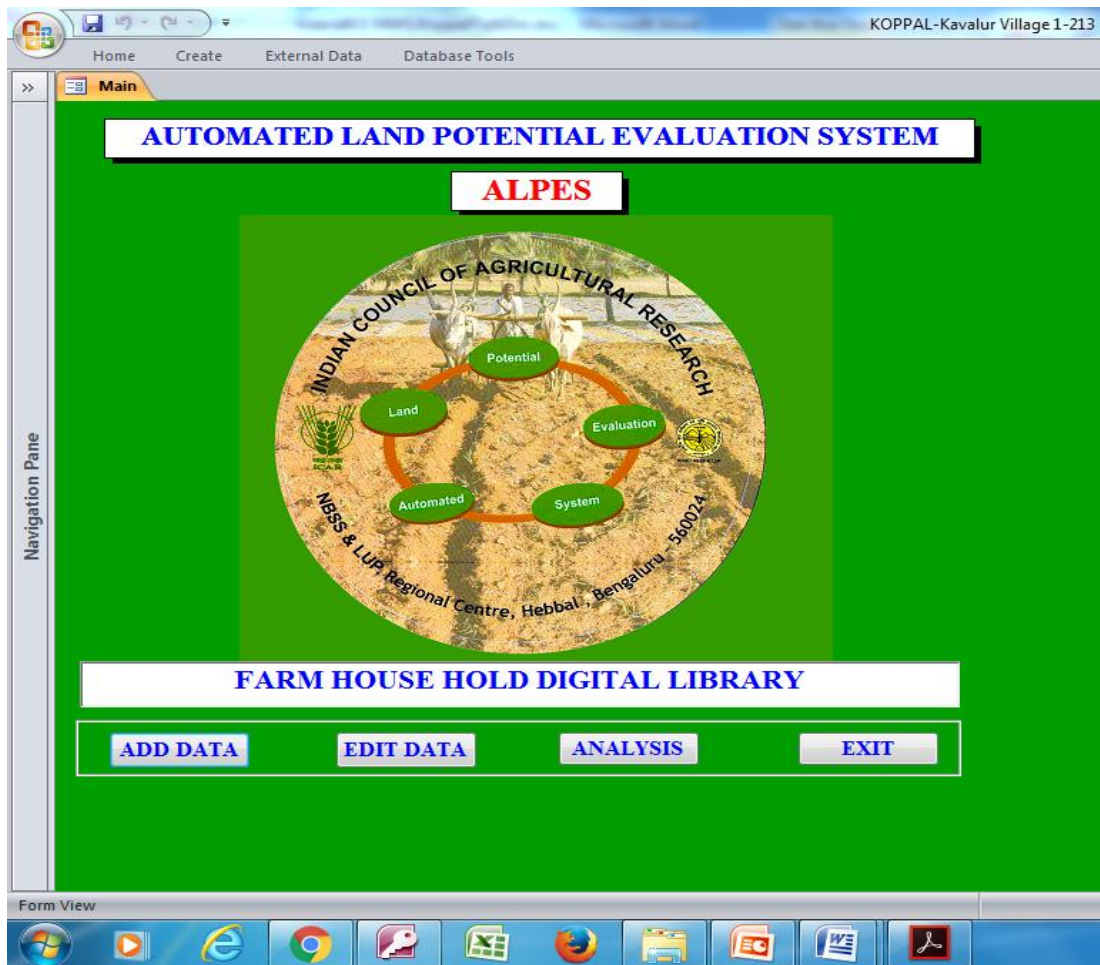 KOPPAL-Kavalur Village 1-213
Home Create External Data Database Tools
Main
AUTOMATED LAND POTENTIAL EVALUATION SYSTEM
ALPES
INDIAN COUNCIL OF AGRICULTURAL RESEARCH
Potential
Land
Evaluation
ICAR
Automated
System
NBSS & LUP, Regional Centre, Hebbal , Bengaluru - 560024
Navigation Pane
FARM HOUSE HOLD DIGITAL LIBRARY
ADD DATA EDIT DATA ANALYSIS EXIT
Form View